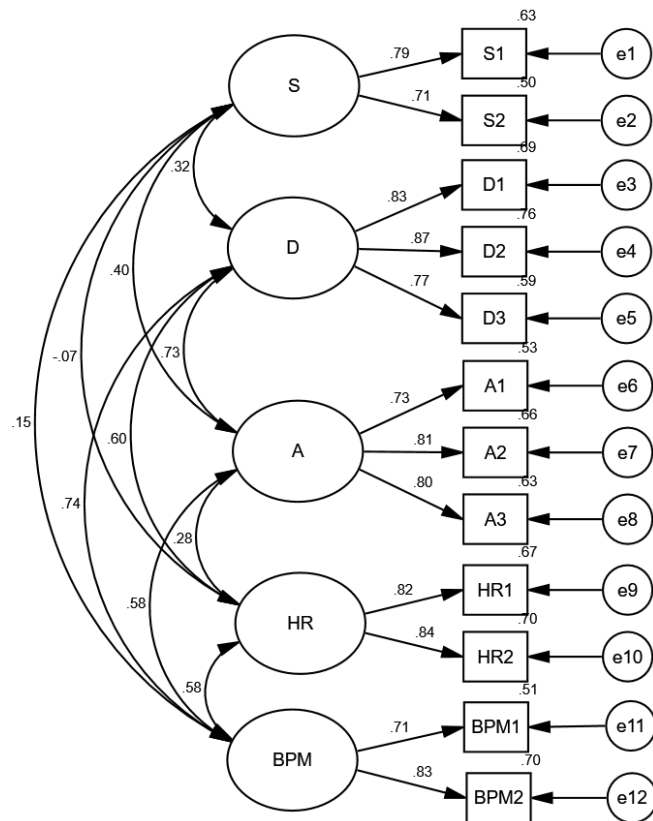 .63
S
.79
S1
e1
.50
.71
S2
e2
.69
.32
.83
D1
e3
.76
D
.87
D2
e4
.59
.77
D3
e5
.40
.53
-.07
.73
.73
A1
e6
.66
.15
.60
A
.81
A2
e7
.63
.74
.80
A3
e8
.67
.28
.58
.82
HR1
e9
.70
HR
.84
HR2
e10
.51
.58
.71
BPM1
e11
.70
BPM
.83
BPM2
e12